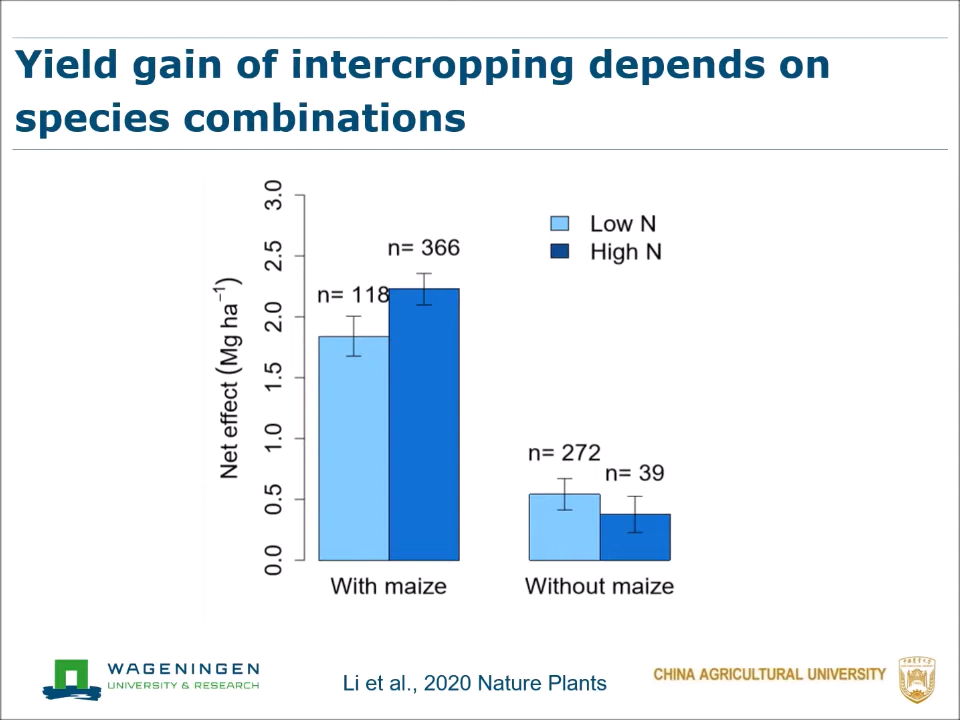 Yield gain of intercropping depends on
species combinations
3.0
2.5
2.0
1.5
1.0
0.5
0.0
Net effect (Mg ha⁻¹)
Low N
High N
n= 366
n= 118
n= 272
n= 39
With maize
Without maize
WAGENINGEN
UNIVERSITY & RESEARCH
Li et al., 2020 Nature Plants
CHINA AGRICULTURAL UNIVERSITY